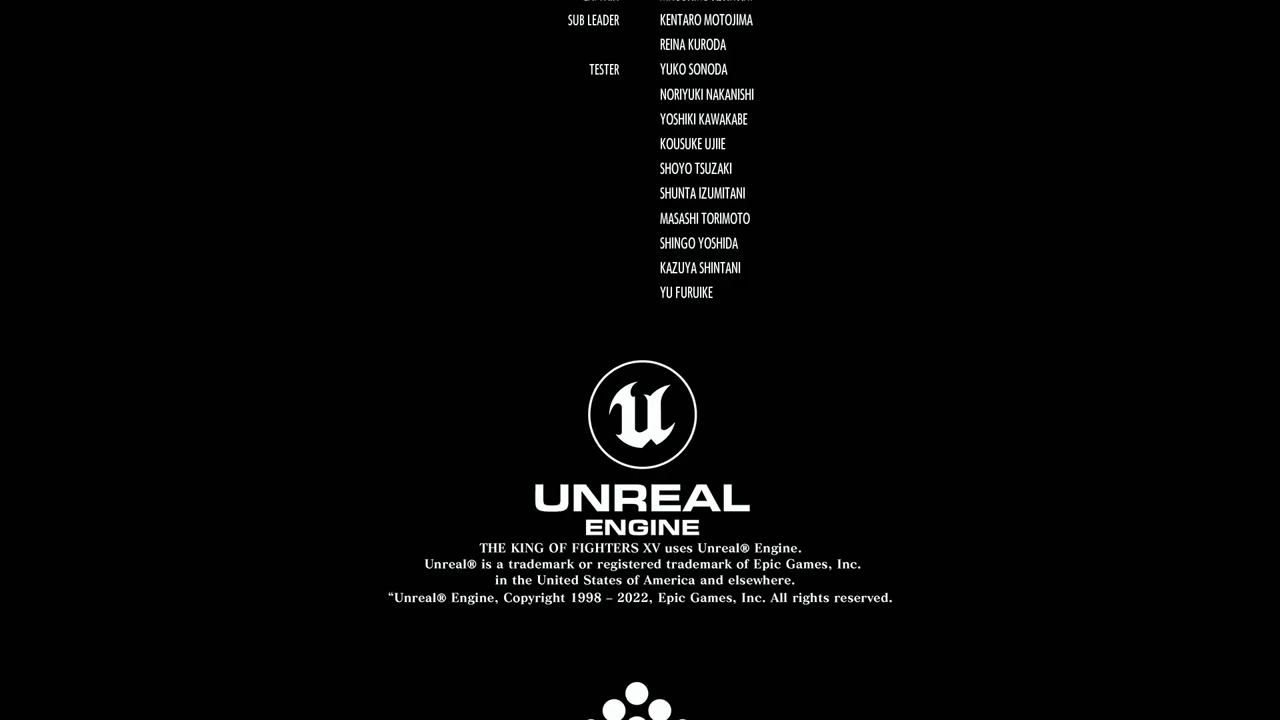 SUB LEADER KENTARO MOTOJIMA
REINA KURODA
TESTER YUKO SONODA
NORIYUKI NAKANISHI
YOSHIKI KAWAKABE
KOUSUKE UJIIE
SHOYO TSUZAKI
SHUNTA IZUMITANI
MASASHI TORIMOTO
SHINGO YOSHIDA
KAZUYA SHINTANI
YU FURUIKE
UNREAL
ENGINE
THE KING OF FIGHTERS XV uses Unreal® Engine.
Unreal® is a trademark or registered trademark of Epic Games, Inc.
in the United States of America and elsewhere.
“Unreal® Engine, Copyright 1998 – 2022, Epic Games, Inc. All rights reserved.